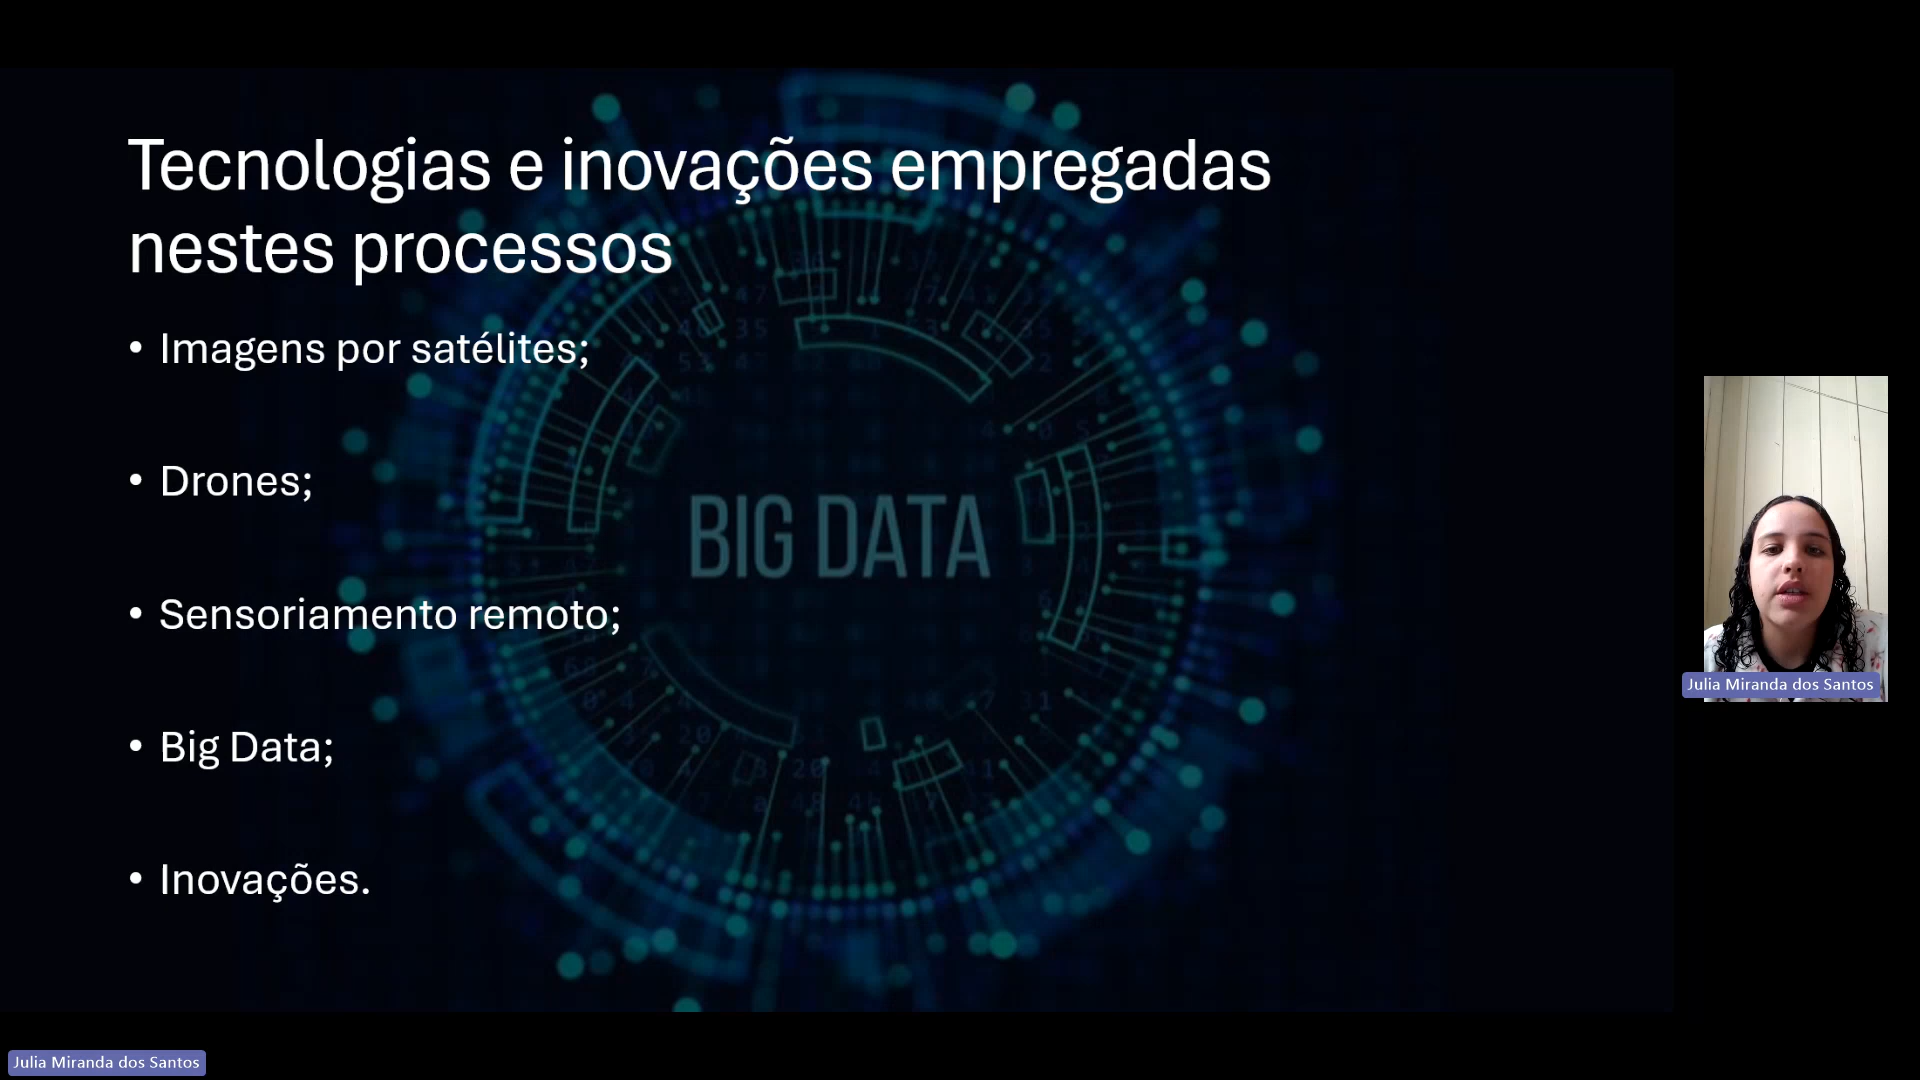 Tecnologias e inovações empregadas
nestes processos
• Imagens por satélites;
• Drones;
• Sensoriamento remoto;
• Big Data;
• Inovações.
BIG DATA
Julia Miranda dos Santos
Julia Miranda dos Santos